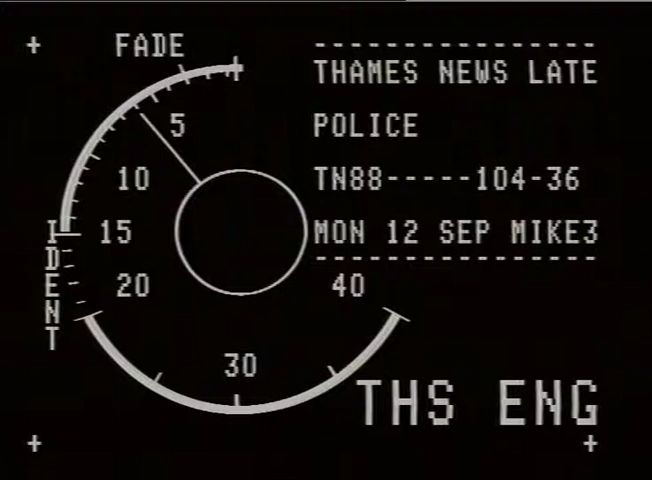 FADE
THAMES NEWS LATE
POLICE
TN88-----104-36
MON 12 SEP MIKE3
5
10
15
20
30
40
IDENT
THS ENG